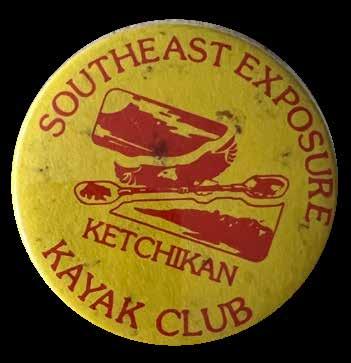 SOUTHEAST EXPOSURE
KETCHIKAN
KAYAK CLUB